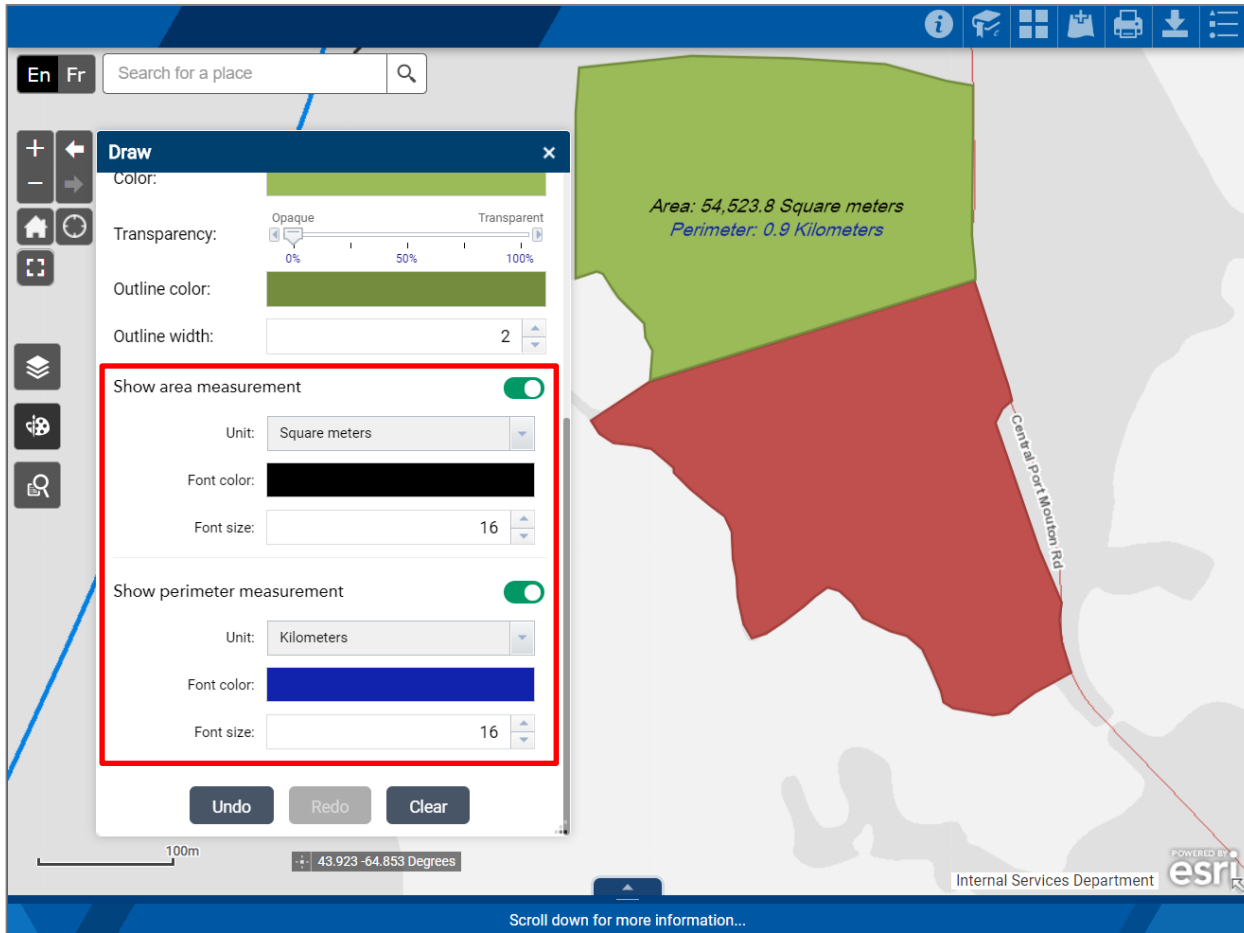 En Fr Search for a place
Draw
Color:
Opaque Transparent
Transparency:
0% 50% 100%
Outline color:
Outline width: 2
Show area measurement
Unit: Square meters
Font color:
Font size: 16
Show perimeter measurement
Unit: Kilometers
Font color:
Font size: 16
Undo Redo Clear
Area: 54,523.8 Square meters
Perimeter: 0.9 Kilometers
Central Port Mouton Rd
100m
43.923 -64.853 Degrees
POWERED BY
esri
Internal Services Department
Scroll down for more information...